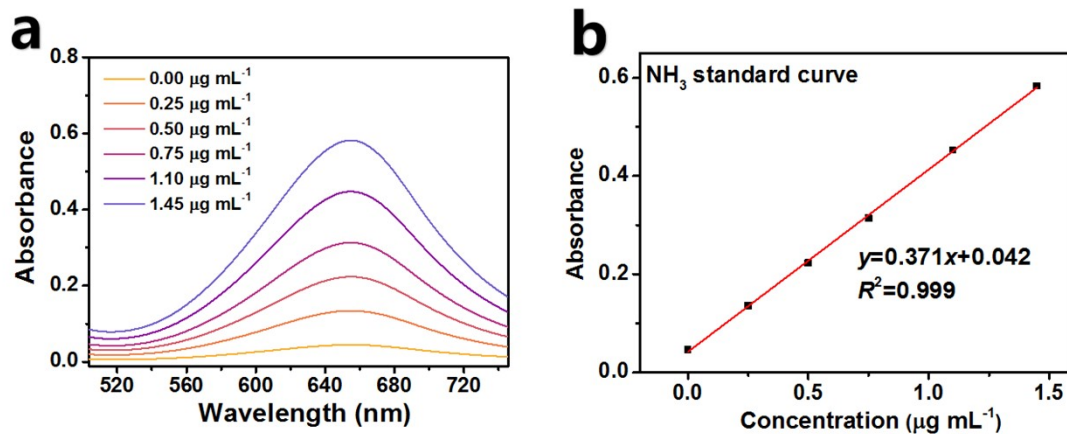 a
0.8
0.6
0.4
0.2
0.0
Absorbance
0.00 μg mL⁻¹
0.25 μg mL⁻¹
0.50 μg mL⁻¹
0.75 μg mL⁻¹
1.10 μg mL⁻¹
1.45 μg mL⁻¹
520 560 600 640 680 720
Wavelength (nm)
b
NH₃ standard curve
0.6
0.4
0.2
0.0
Absorbance
y=0.371x+0.042
R²=0.999
0.0 0.5 1.0 1.5
Concentration (μg mL⁻¹)